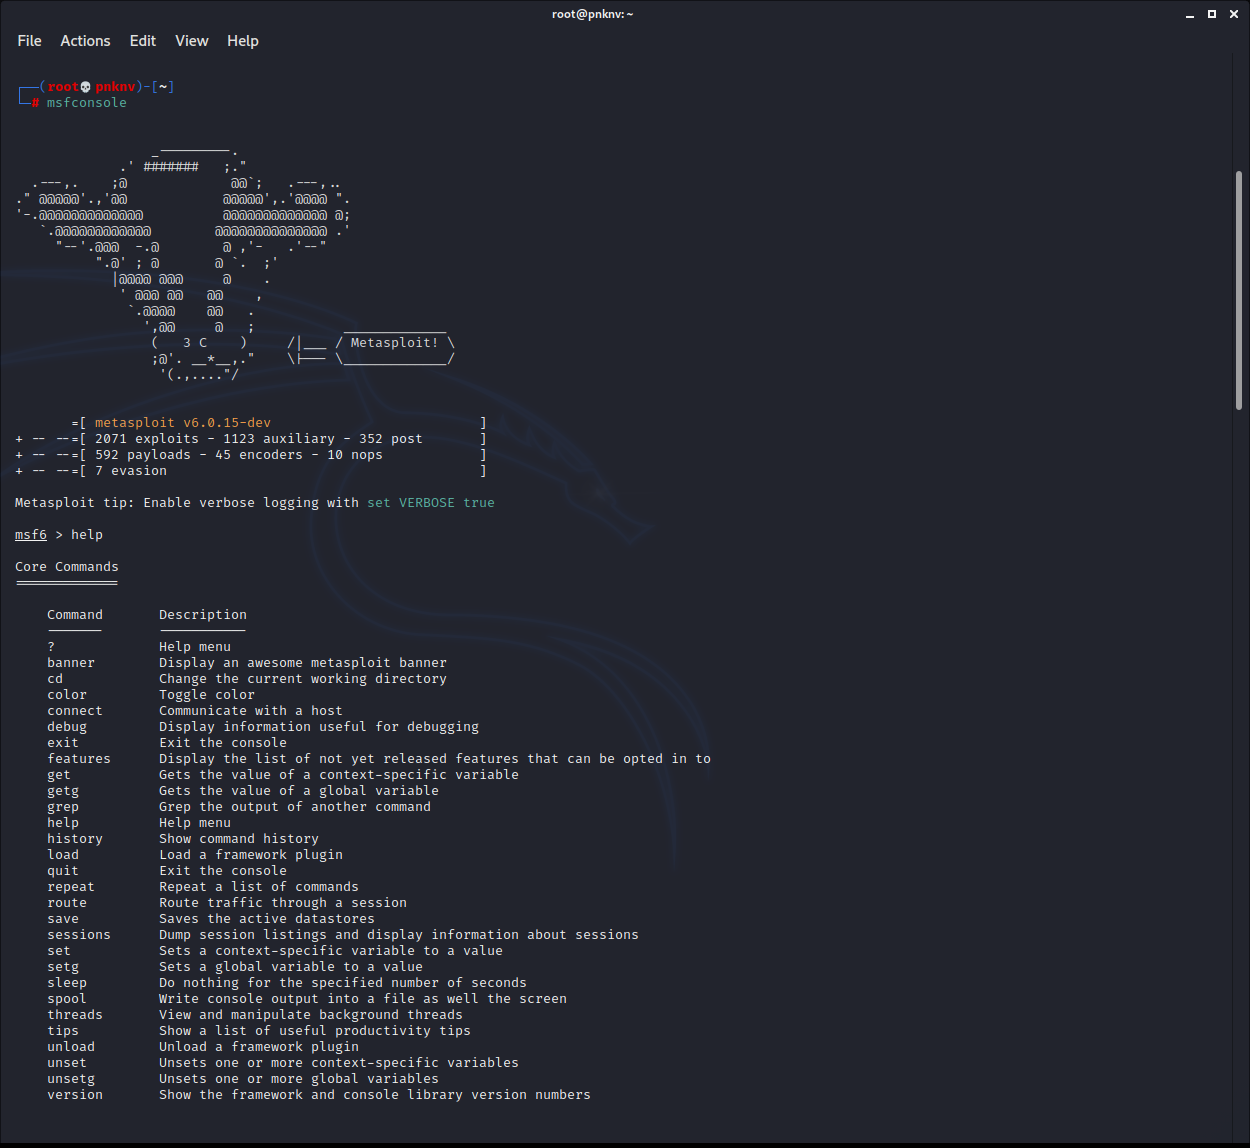 root@pnknv: ~
File Actions Edit View Help
┌──(root💀pnknv)-[~]
└─# msfconsole
                 _---------.
             .' #######   ;."
  .---,.    ;@             @@`;   .---,..
." @@@@@'.,'@@            @@@@@',.'@@@@ ".
'-.@@@@@@@@@@@@@          @@@@@@@@@@@@@ @;
   `.@@@@@@@@@@@@        @@@@@@@@@@@@@@ .'
     "--'.@@@  -.@        @ ,'-   .'--"
          ".@' ; @       @ `.  ;'
            |@@@@ @@@     @    .
             ' @@@ @@   @@    ,
              `.@@@@    @@   .
                ',@@     @   ;           _____________
                 (   3 C    )     /|___ / Metasploit! \
                 ;@'. __*__,."    \|--- \_____________/
                  '(.,...."/
       =[ metasploit v6.0.15-dev                          ]
+ -- --=[ 2071 exploits - 1123 auxiliary - 352 post       ]
+ -- --=[ 592 payloads - 45 encoders - 10 nops            ]
+ -- --=[ 7 evasion                                       ]
Metasploit tip: Enable verbose logging with set VERBOSE true
msf6 > help
Core Commands
=============
    Command       Description
    -------       -----------
    ?             Help menu
    banner        Display an awesome metasploit banner
    cd            Change the current working directory
    color         Toggle color
    connect       Communicate with a host
    debug         Display information useful for debugging
    exit          Exit the console
    features      Display the list of not yet released features that can be opted in to
    get           Gets the value of a context-specific variable
    getg          Gets the value of a global variable
    grep          Grep the output of another command
    help          Help menu
    history       Show command history
    load          Load a framework plugin
    quit          Exit the console
    repeat        Repeat a list of commands
    route         Route traffic through a session
    save          Saves the active datastores
    sessions      Dump session listings and display information about sessions
    set           Sets a context-specific variable to a value
    setg          Sets a global variable to a value
    sleep         Do nothing for the specified number of seconds
    spool         Write console output into a file as well the screen
    threads       View and manipulate background threads
    tips          Show a list of useful productivity tips
    unload        Unload a framework plugin
    unset         Unsets one or more context-specific variables
    unsetg        Unsets one or more global variables
    version       Show the framework and console library version numbers